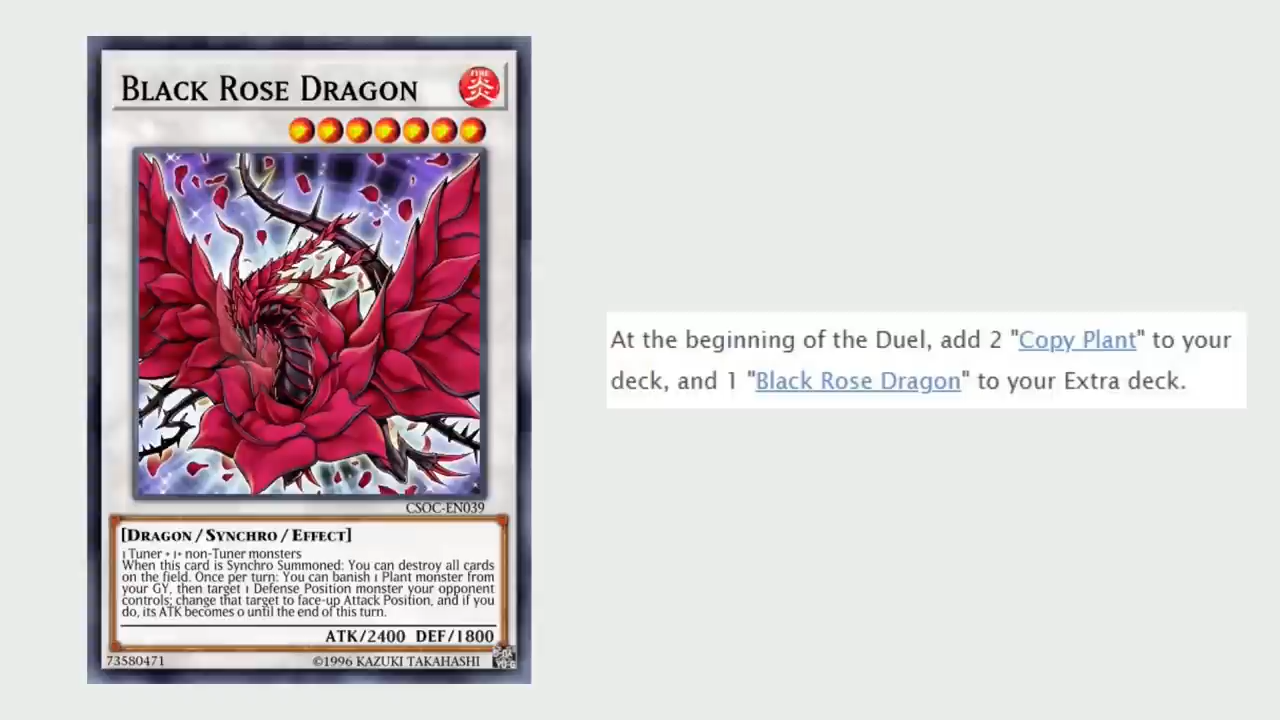 BLACK ROSE DRAGON
FIRE
炎
CSOC-EN039
[DRAGON / SYNCHRO / EFFECT]
1 Tuner + 1+ non-Tuner monsters
When this card is Synchro Summoned: You can destroy all cards
on the field. Once per turn: You can banish 1 Plant monster from
your GY, then target 1 Defense Position monster your opponent
controls; change that target to face-up Attack Position, and if you
do, its ATK becomes 0 until the end of this turn.
ATK/2400 DEF/1800
73580471
©1996 KAZUKI TAKAHASHI
At the beginning of the Duel, add 2 "Copy Plant" to your
deck, and 1 "Black Rose Dragon" to your Extra deck.